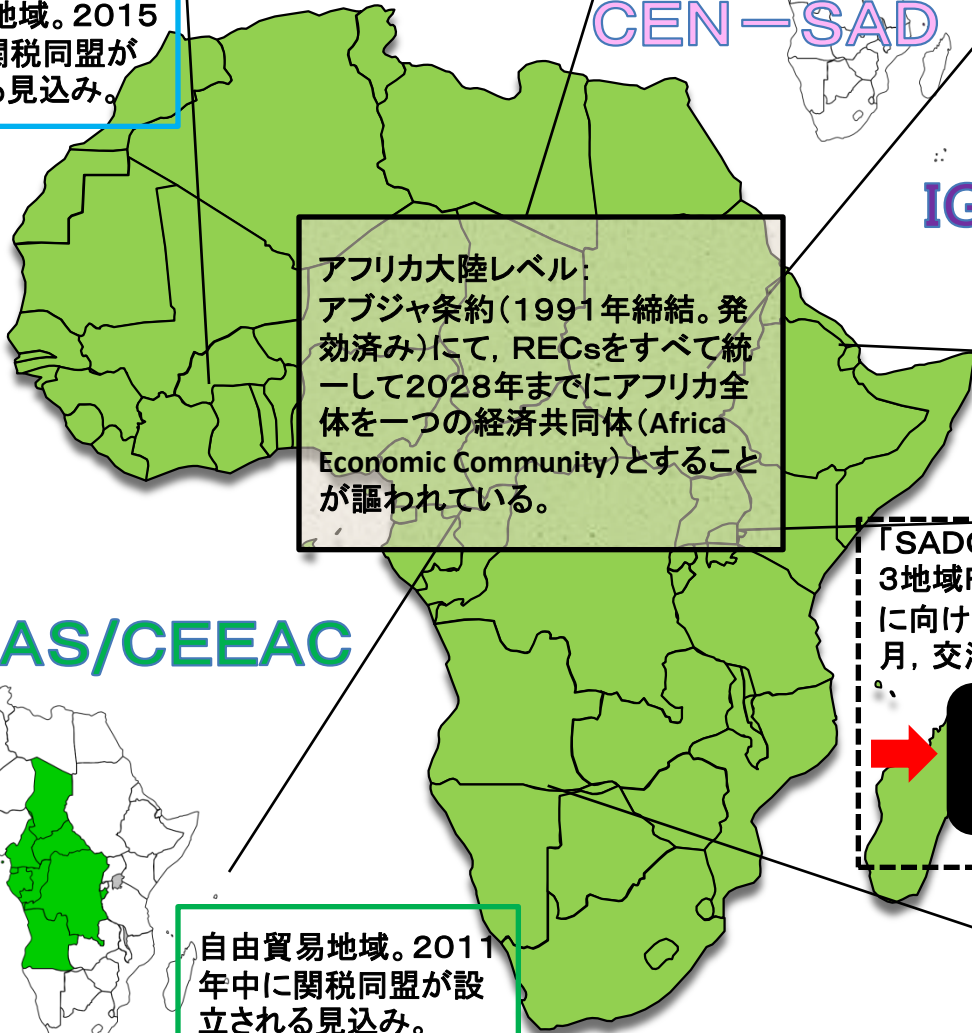 地域。2015
関税同盟が
る見込み。
CEN-SAD
IG
アフリカ大陸レベル:
アブジャ条約(1991年締結。発
効済み)にて,RECsをすべて統
一して2028年までにアフリカ全
体を一つの経済共同体(Africa
Economic Community)とすること
が謳われている。
「SADC
3地域F
に向け
月,交渉
AS/CEEAC
自由貿易地域。2011
年中に関税同盟が設
立される見込み。